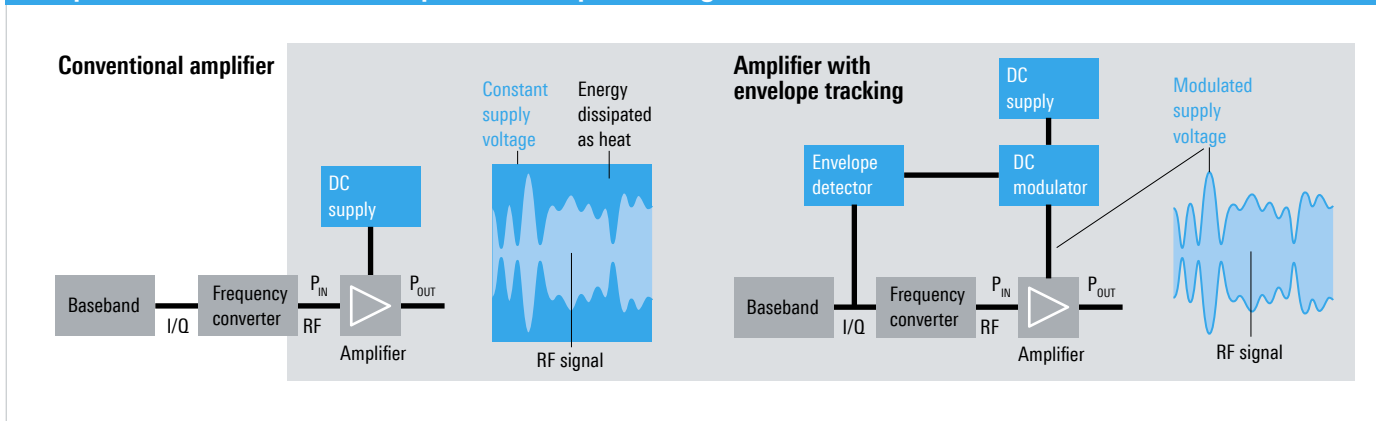 Conventional amplifier
Constant
supply
voltage
Energy
dissipated
as heat
DC
supply
Baseband
I/Q
Frequency
converter
P_IN
RF
P_OUT
Amplifier
RF signal
Amplifier with
envelope tracking
DC
supply
Modulated
supply
voltage
Envelope
detector
DC
modulator
Baseband
I/Q
Frequency
converter
P_IN
RF
P_OUT
Amplifier
RF signal